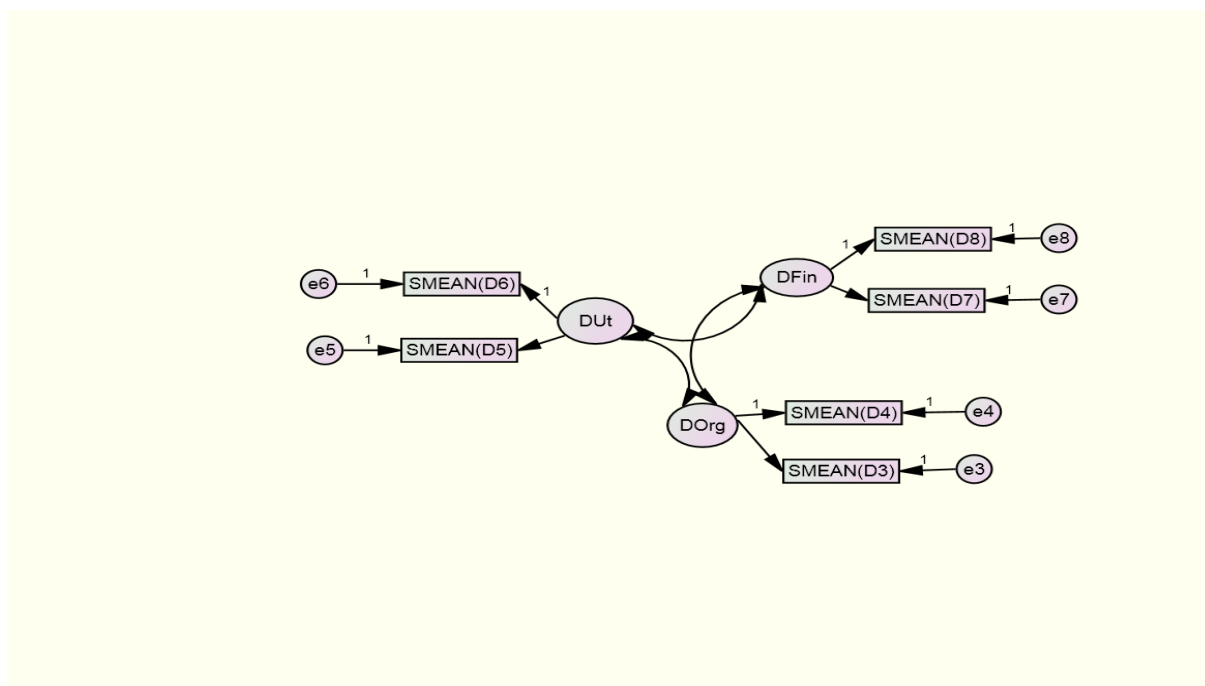 1
SMEAN(D8)
1
e8
DFin
e6
1
SMEAN(D6)
1
SMEAN(D7)
1
e7
DUt
e5
1
SMEAN(D5)
DOrg
1
SMEAN(D4)
1
e4
SMEAN(D3)
1
e3